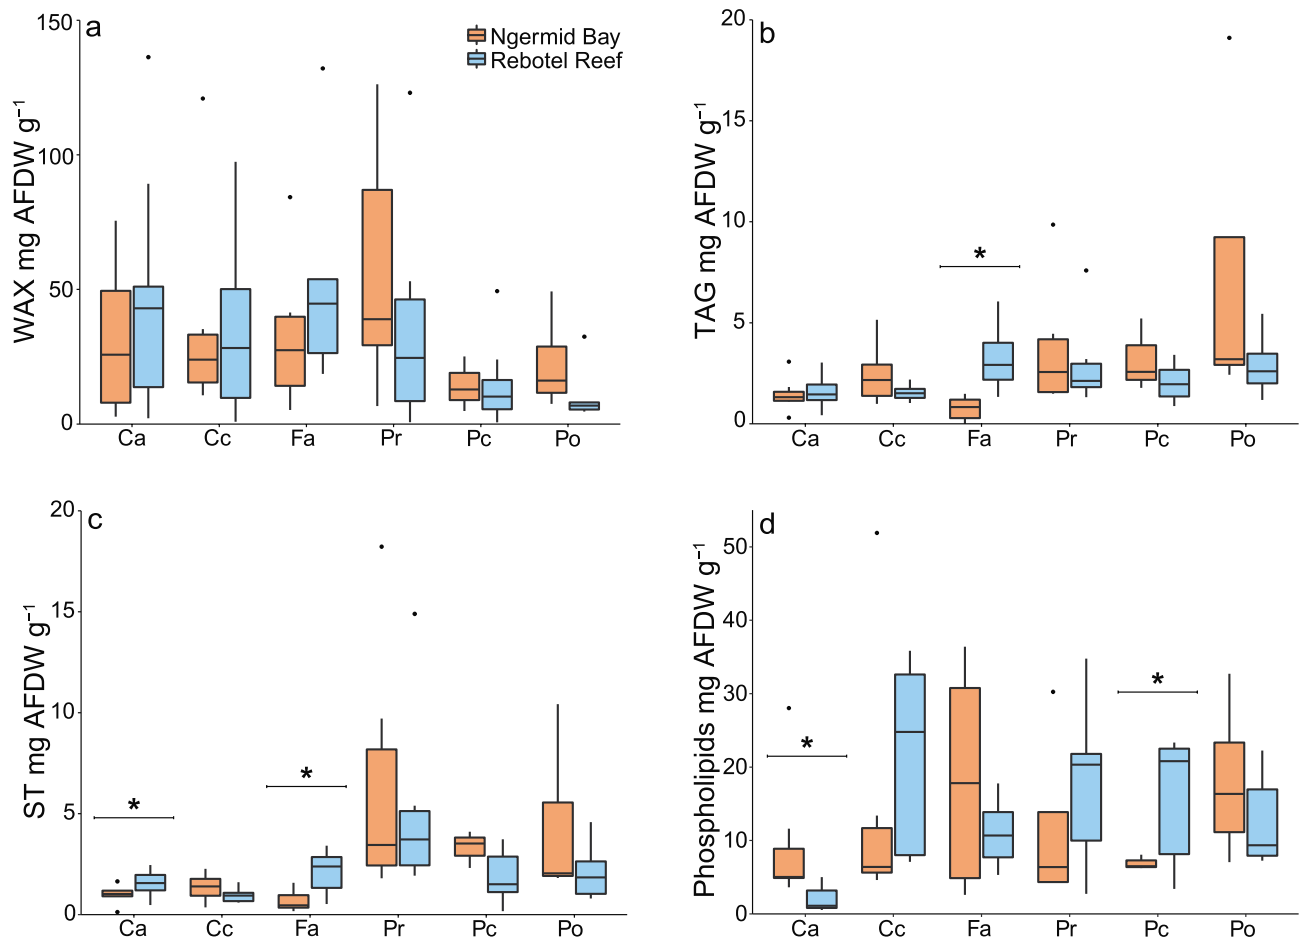 a
Ngermid Bay
Rebotel Reef
WAX mg AFDW g⁻¹
150
100
50
0
Ca Cc Fa Pr Pc Po
b
TAG mg AFDW g⁻¹
20
15
10
5
0
*
Ca Cc Fa Pr Pc Po
c
ST mg AFDW g⁻¹
20
15
10
5
0
* *
Ca Cc Fa Pr Pc Po
d
Phospholipids mg AFDW g⁻¹
50
40
30
20
10
0
* *
Ca Cc Fa Pr Pc Po